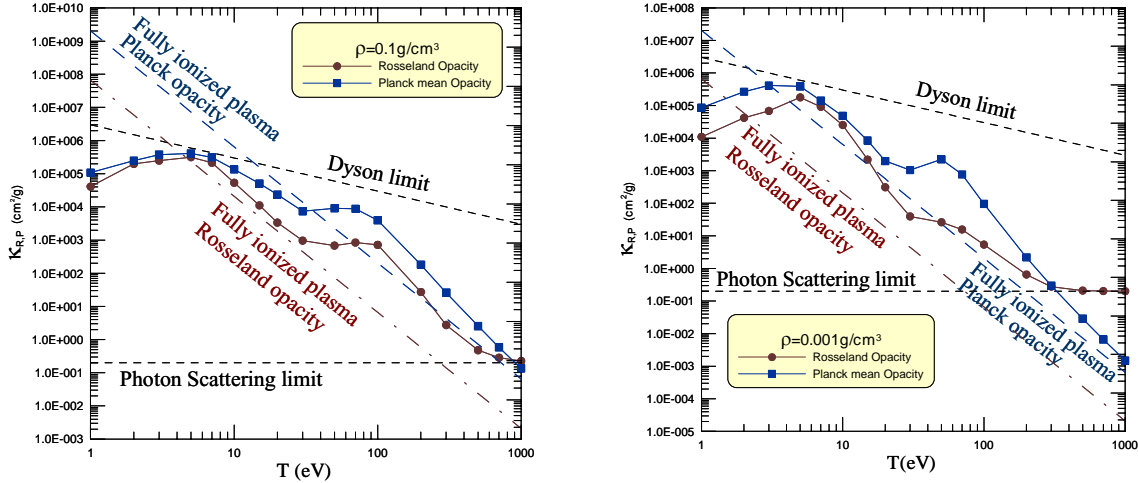 1.0E+010
1.0E+009
1.0E+008
1.0E+007
1.0E+006
1.0E+005
1.0E+004
1.0E+003
1.0E+002
1.0E+001
1.0E+000
1.0E-001
1.0E-002
1.0E-003
κR,P (cm²/g)
1
10
100
1000
T (eV)
Fully ionized plasma
Planck opacity
ρ=0.1g/cm³
Rosseland Opacity
Planck mean Opacity
Dyson limit
Fully ionized plasma
Rosseland opacity
Photon Scattering limit
1.0E+008
1.0E+007
1.0E+006
1.0E+005
1.0E+004
1.0E+003
1.0E+002
1.0E+001
1.0E+000
1.0E-001
1.0E-002
1.0E-003
1.0E-004
1.0E-005
κR,P (cm²/g)
1
10
100
1000
T(eV)
Dyson limit
Fully ionized plasma
Rosseland opacity
Photon Scattering limit
Fully ionized plasma
Planck opacity
ρ=0.001g/cm³
Rosseland Opacity
Planck mean Opacity